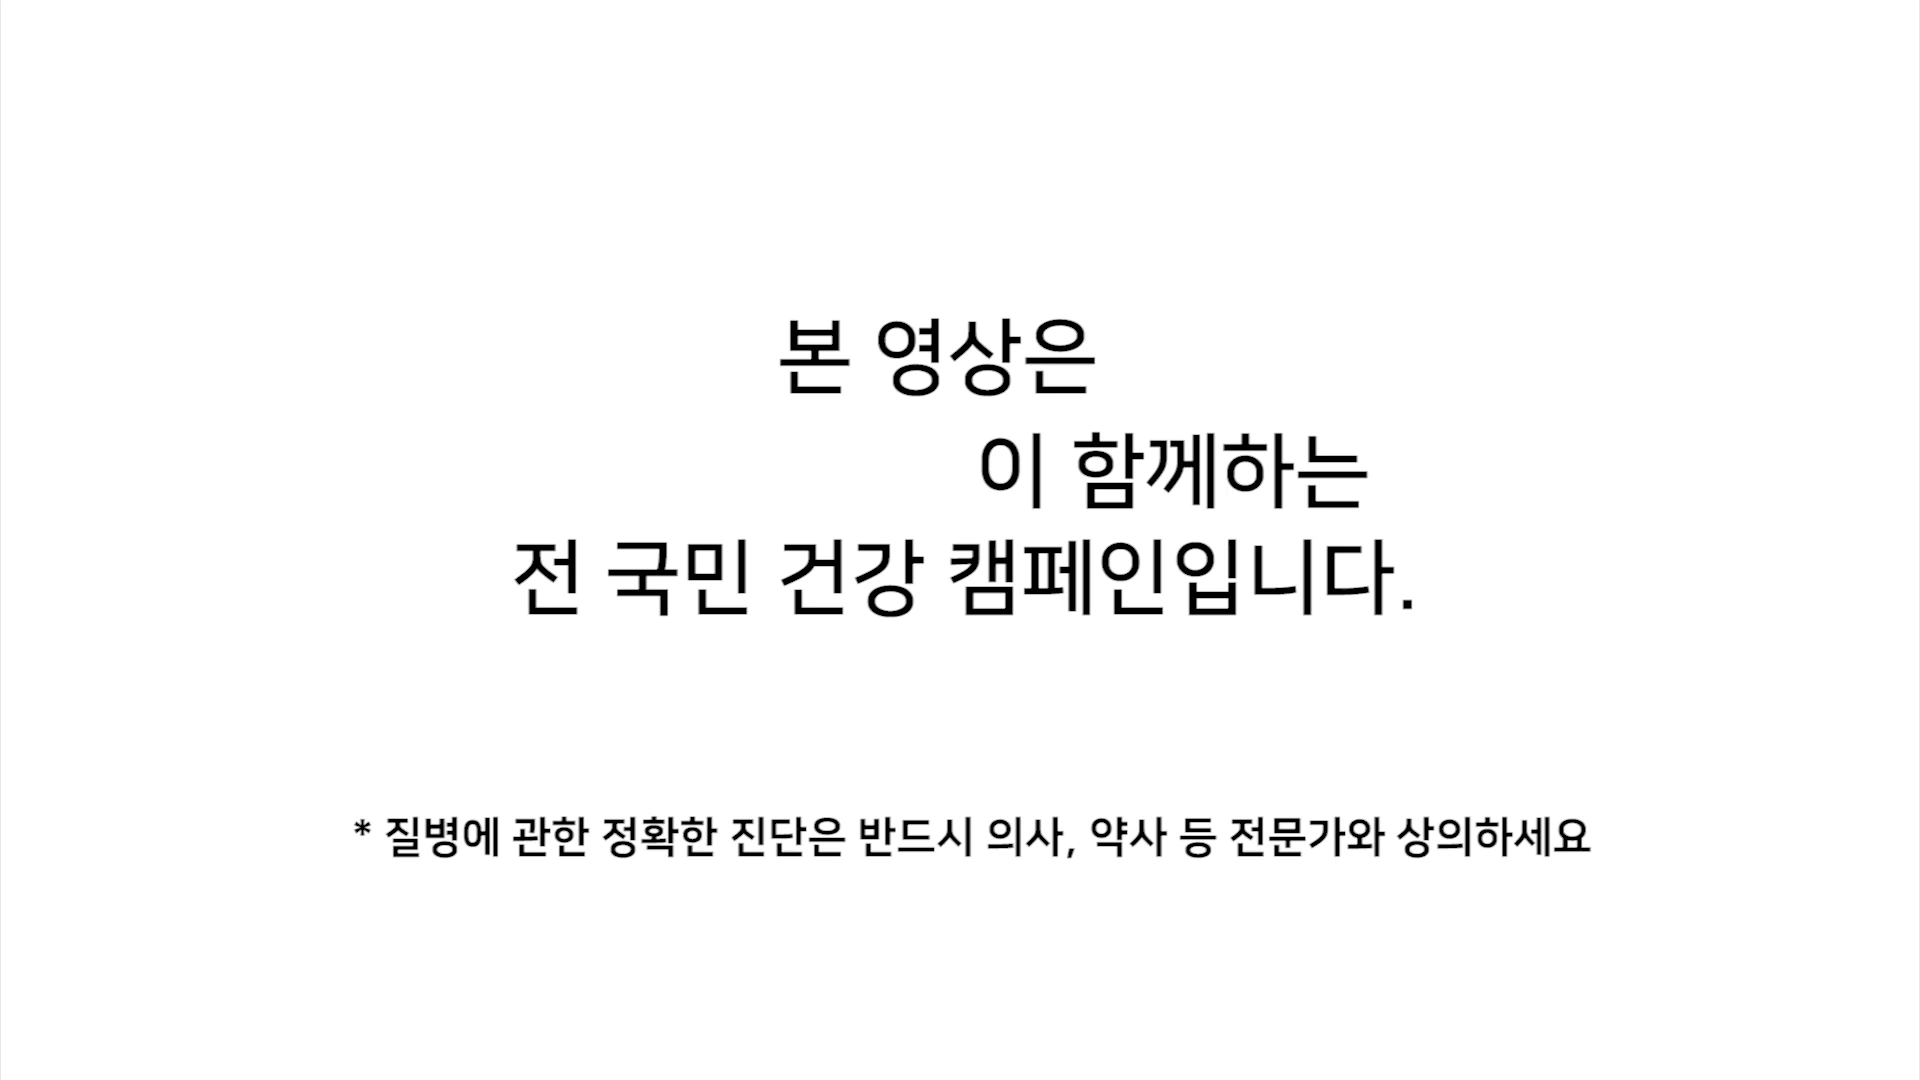 본 영상은
이 함께하는
전 국민 건강 캠페인입니다.
* 질병에 관한 정확한 진단은 반드시 의사, 약사 등 전문가와 상의하세요